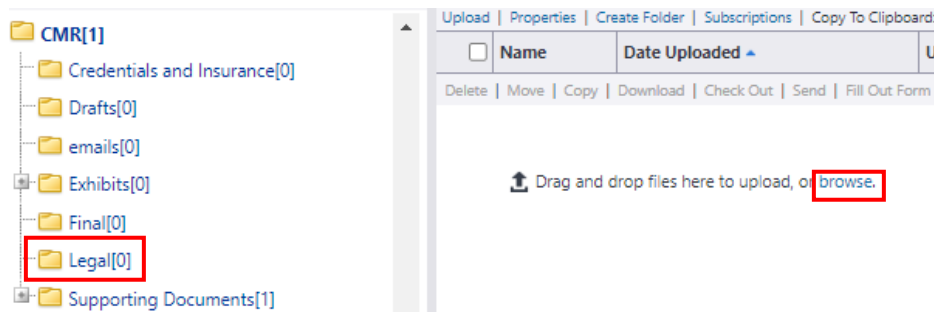 CMR[1]
Credentials and Insurance[0]
Drafts[0]
emails[0]
Exhibits[0]
Final[0]
Legal[0]
Supporting Documents[1]
Upload | Properties | Create Folder | Subscriptions | Copy To Clipboard:
Name Date Uploaded
Delete | Move | Copy | Download | Check Out | Send | Fill Out Form
Drag and drop files here to upload, or browse.